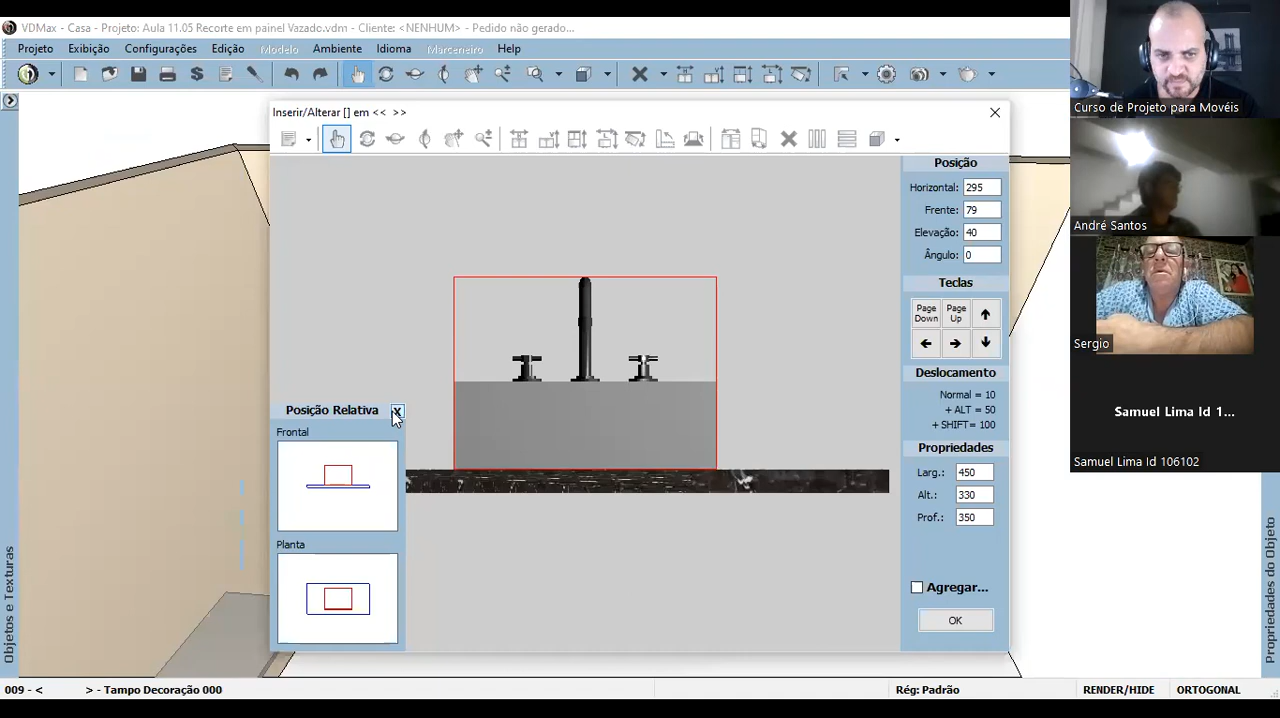 VDMax - Casa - Projeto: Aula 11.05 Recorte em painel Vazado.vdm - Cliente: <NENHUM> - Pedido não gerado...
Projeto Exibição Configurações Edição Modelo Ambiente Idioma Marceneiro Help
Inserir/Alterar [] em << >>
Posição
Horizontal: 295
Frente: 79
Elevação: 40
Ângulo: 0
Teclas
Page Down
Page Up
Deslocamento
Normal = 10
+ ALT = 50
+ SHIFT= 100
Propriedades
Larg.: 450
Alt.: 330
Prof.: 350
Agregar...
OK
Posição Relativa X
Frontal
Planta
Objetos e Texturas
Propriedades do Objeto
009 - < > - Tampo Decoração 000
Rég: Padrão
RENDER/HIDE
ORTOGONAL
Curso de Projeto para Movéis
André Santos
Sergio
Samuel Lima Id 1...
Samuel Lima Id 106102